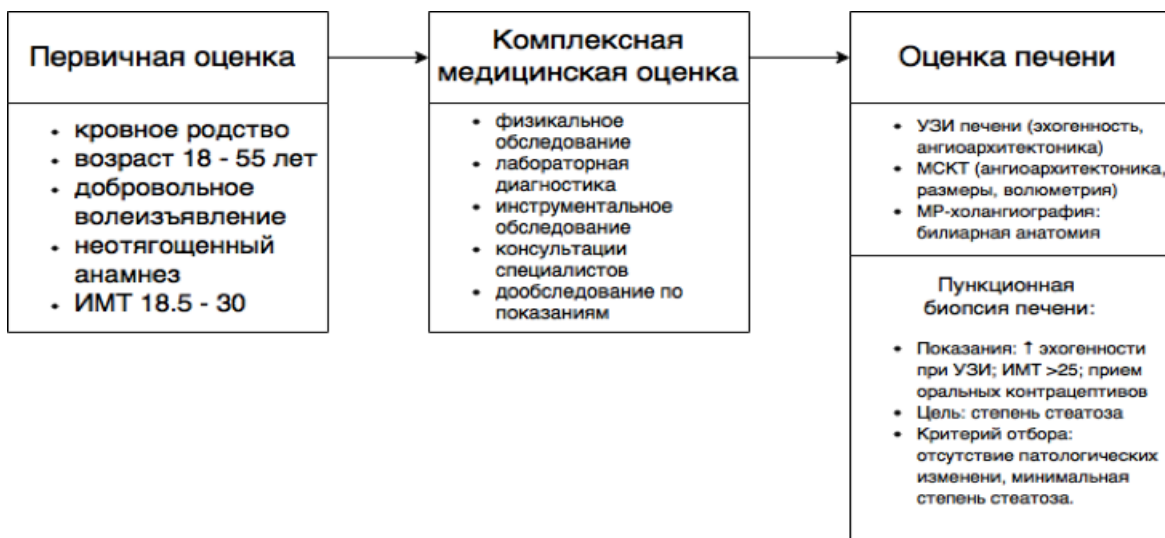 Первичная оценка
• кровное родство
• возраст 18 - 55 лет
• добровольное
волеизъявление
• неотягощенный
анамнез
• ИМТ 18.5 - 30
Комплексная
медицинская оценка
• физикальное
обследование
• лабораторная
диагностика
• инструментальное
обследование
• консультации
специалистов
• дообследование по
показаниям
Оценка печени
• УЗИ печени (эхогенность,
ангиоархитектоника)
• МСКТ (ангиоархитектоника,
размеры, волюметрия)
• МР-холангиография:
билиарная анатомия
Пункционная
биопсия печени:
• Показания: ↑ эхогенности
при УЗИ; ИМТ >25; прием
оральных контрацептивов
• Цель: степень стеатоза
• Критерий отбора:
отсутствие патологических
изменени, минимальная
степень стеатоза.